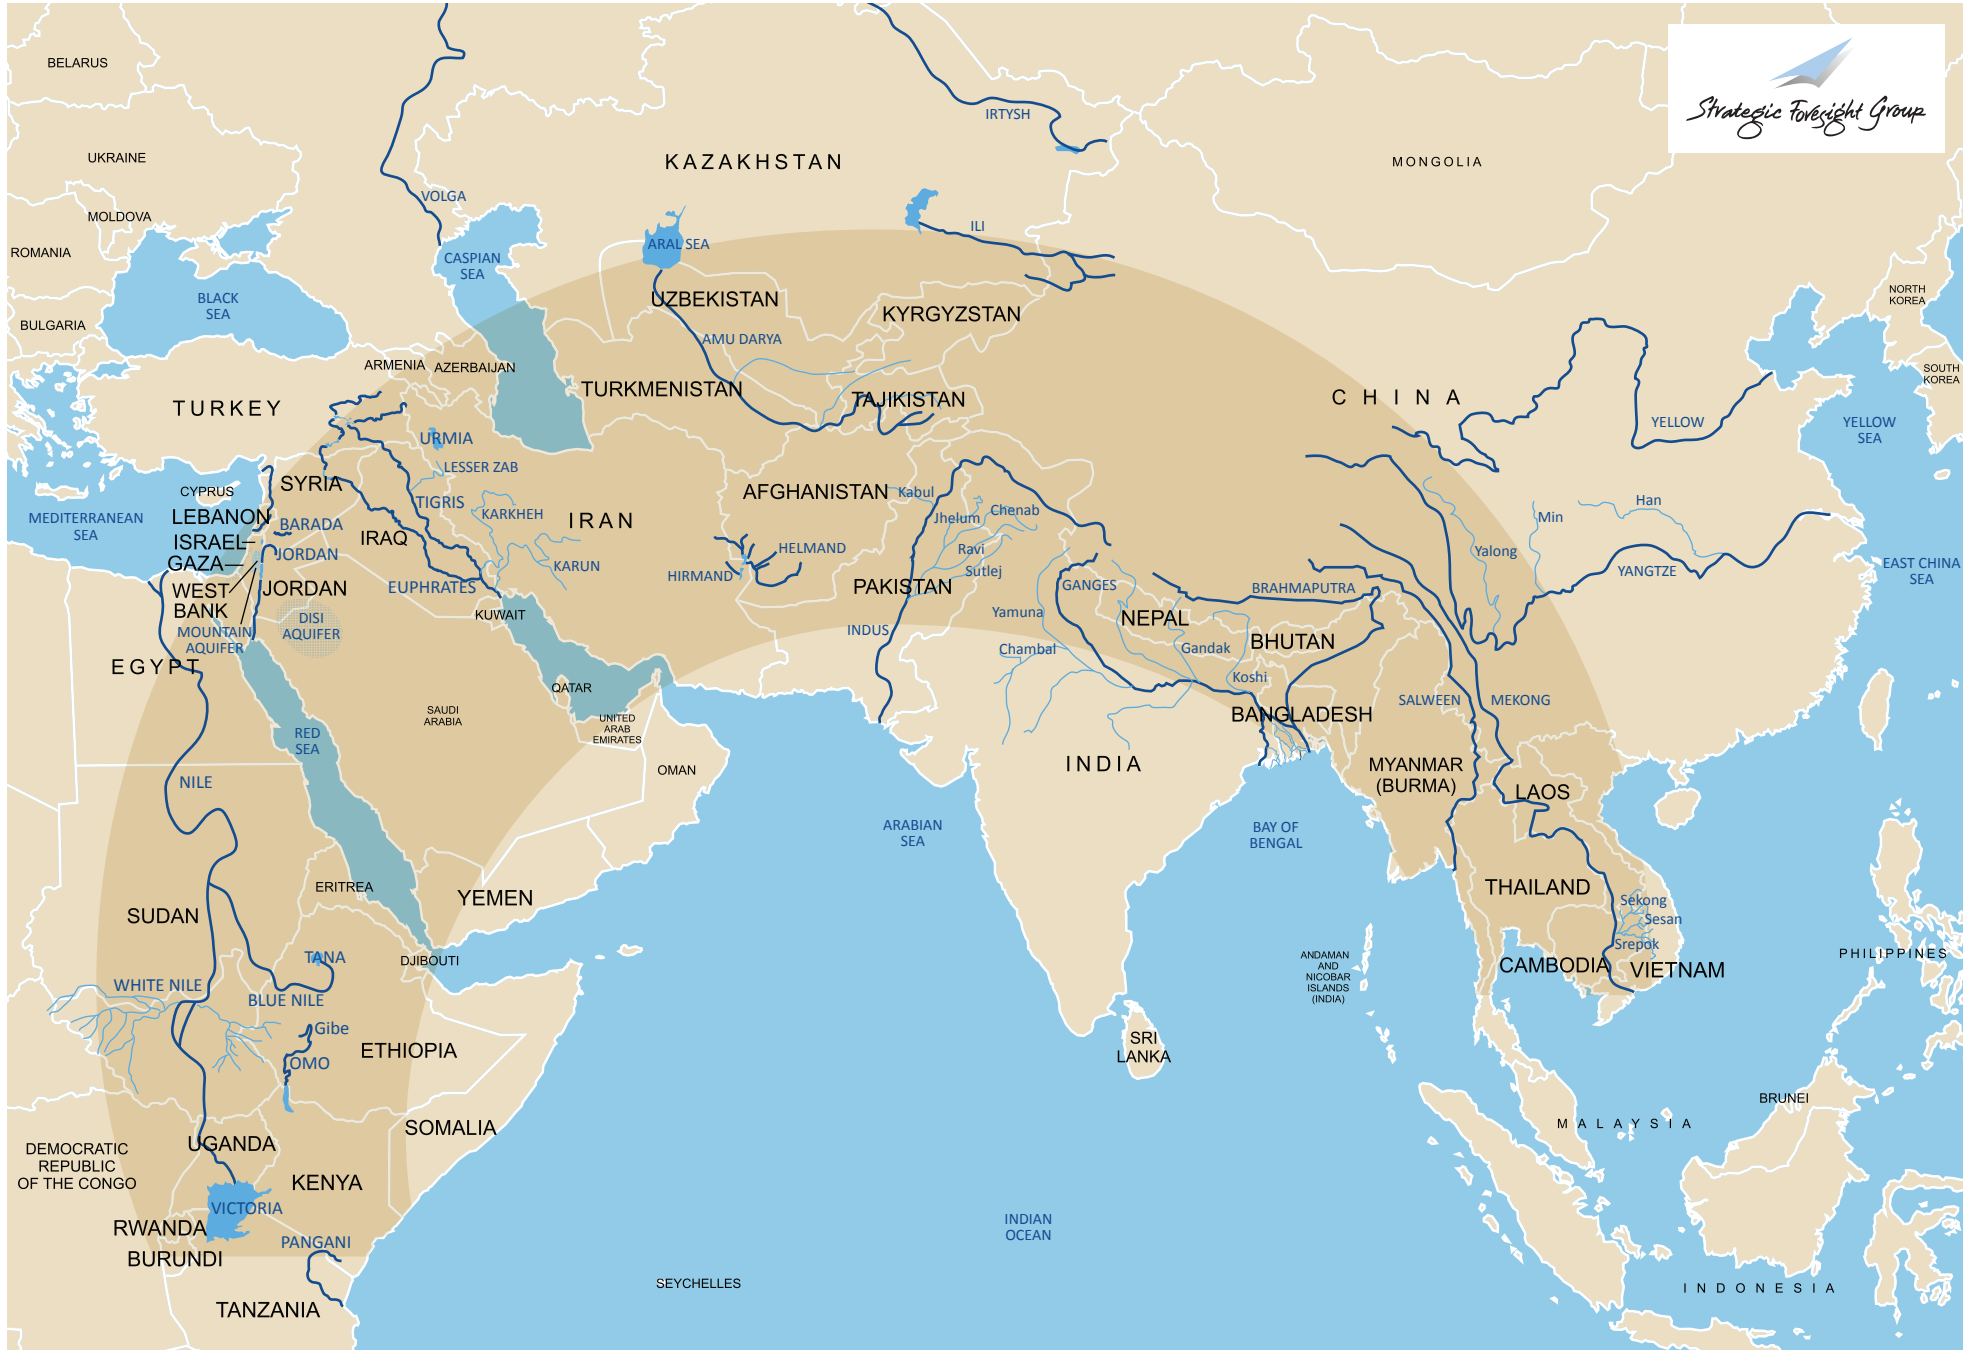 BELARUS
Strategic Foresight Group
IRTYSH
UKRAINE
KAZAKHSTAN
MONGOLIA
VOLGA
MOLDOVA
ILI
ROMANIA
ARAL SEA
CASPIAN
SEA
BLACK
SEA
UZBEKISTAN
NORTH
KOREA
KYRGYZSTAN
BULGARIA
AMU DARYA
ARMENIA
AZERBAIJAN
SOUTH
KOREA
TURKMENISTAN
TAJIKISTAN
CHINA
TURKEY
YELLOW
YELLOW
SEA
URMIA
LESSER ZAB
SYRIA
CYPRUS
AFGHANISTAN
Kabul
TIGRIS
Han
KARKHEH
Chenab
Jhelum
Min
MEDITERRANEAN
SEA
LEBANON
BARADA
IRAN
IRAQ
ISRAEL
JORDAN
GAZA
HELMAND
Ravi
Yalong
KARUN
HIRMAND
Sutlej
YANGTZE
EAST CHINA
SEA
WEST
BANK
JORDAN
EUPHRATES
PAKISTAN
GANGES
BRAHMAPUTRA
KUWAIT
Yamuna
NEPAL
DISI
AQUIFER
MOUNTAIN
AQUIFER
INDUS
BHUTAN
Chambal
Gandak
EGYPT
Koshi
QATAR
SALWEEN
MEKONG
SAUDI
ARABIA
UNITED
ARAB
EMIRATES
BANGLADESH
RED
SEA
OMAN
INDIA
MYANMAR
(BURMA)
NILE
LAOS
ARABIAN
SEA
BAY OF
BENGAL
ERITREA
YEMEN
THAILAND
Sekong
SUDAN
Sesan
Srepok
TANA
DJIBOUTI
ANDAMAN
AND
NICOBAR
ISLANDS
(INDIA)
CAMBODIA
VIETNAM
PHILIPPINES
WHITE NILE
BLUE NILE
Gibe
ETHIOPIA
OMO
SRI
LANKA
BRUNEI
SOMALIA
MALAYSIA
UGANDA
DEMOCRATIC
REPUBLIC
OF THE CONGO
KENYA
VICTORIA
RWANDA
INDIAN
OCEAN
PANGANI
BURUNDI
SEYCHELLES
INDONESIA
TANZANIA